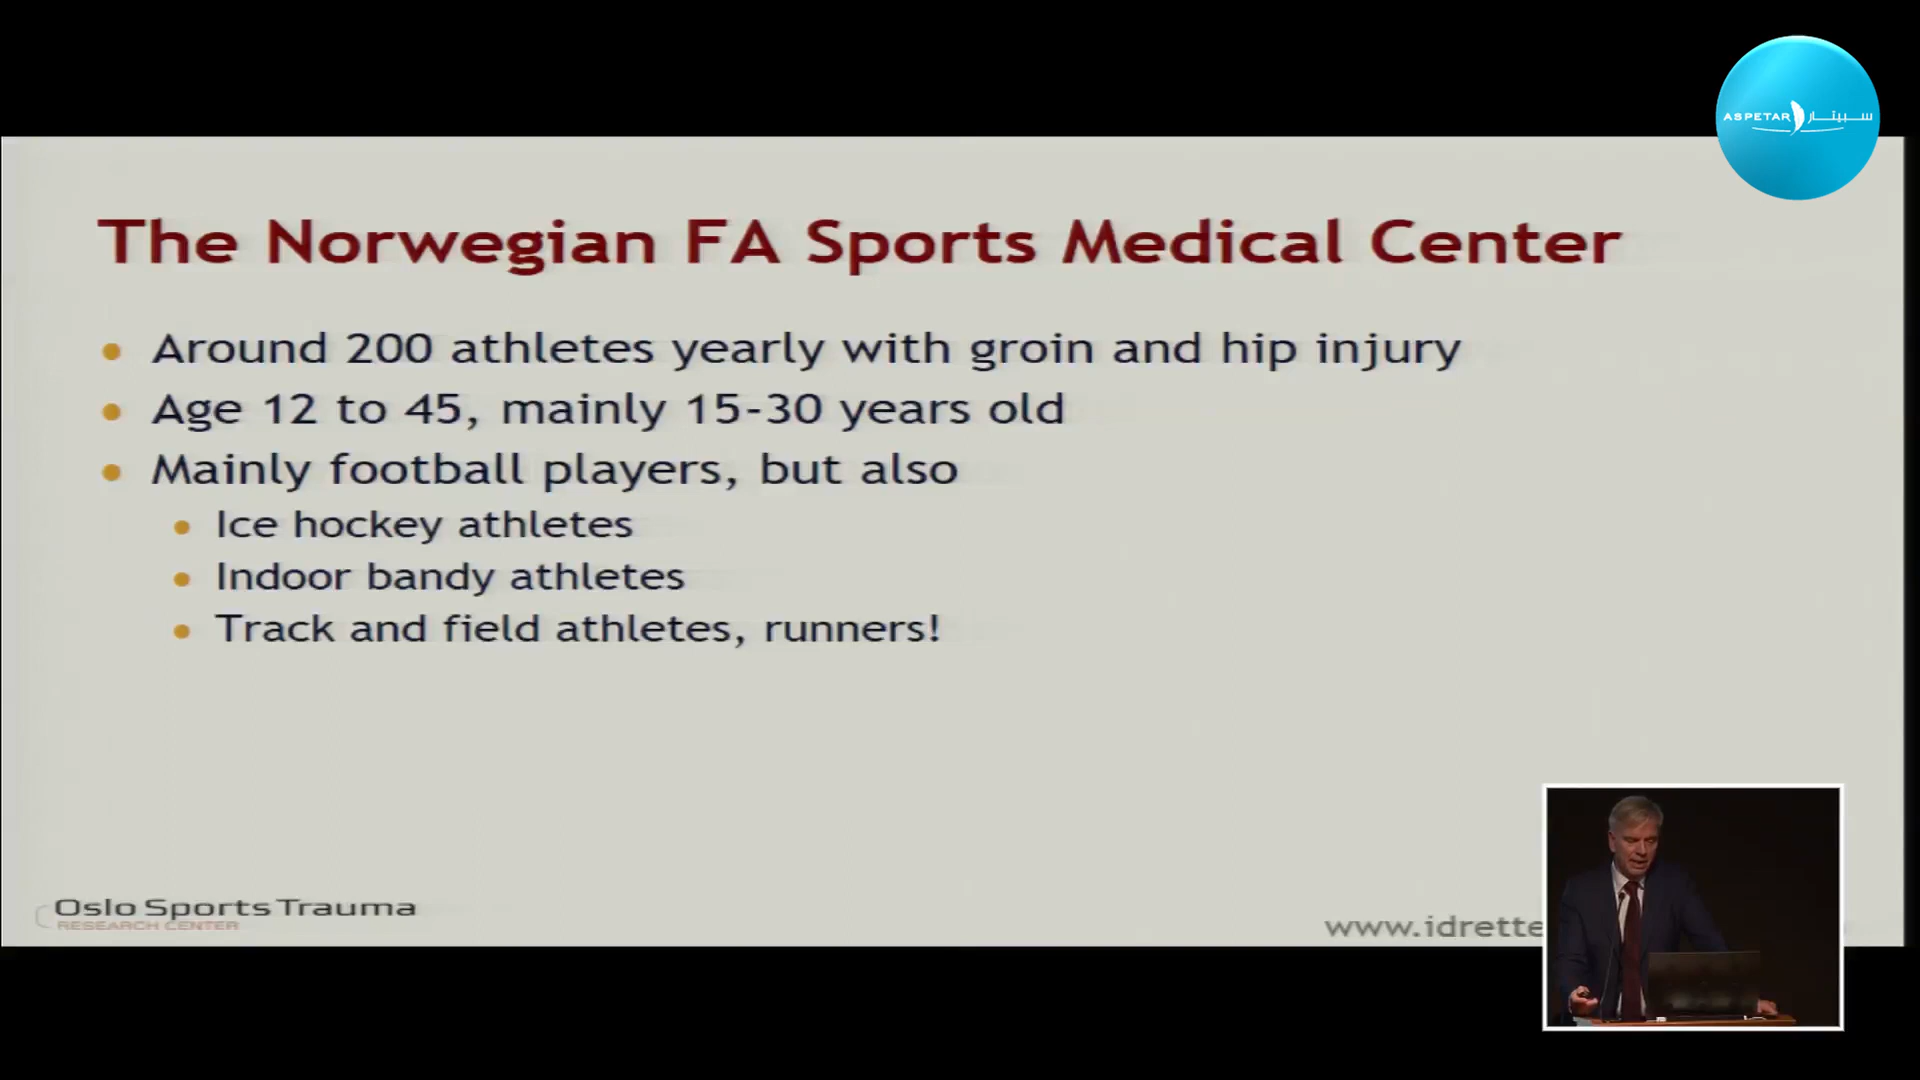 ASPETAR سبيتار
The Norwegian FA Sports Medical Center
Around 200 athletes yearly with groin and hip injury
Age 12 to 45, mainly 15-30 years old
Mainly football players, but also
Ice hockey athletes
Indoor bandy athletes
Track and field athletes, runners!
Oslo Sports Trauma
RESEARCH CENTER
www.idrette